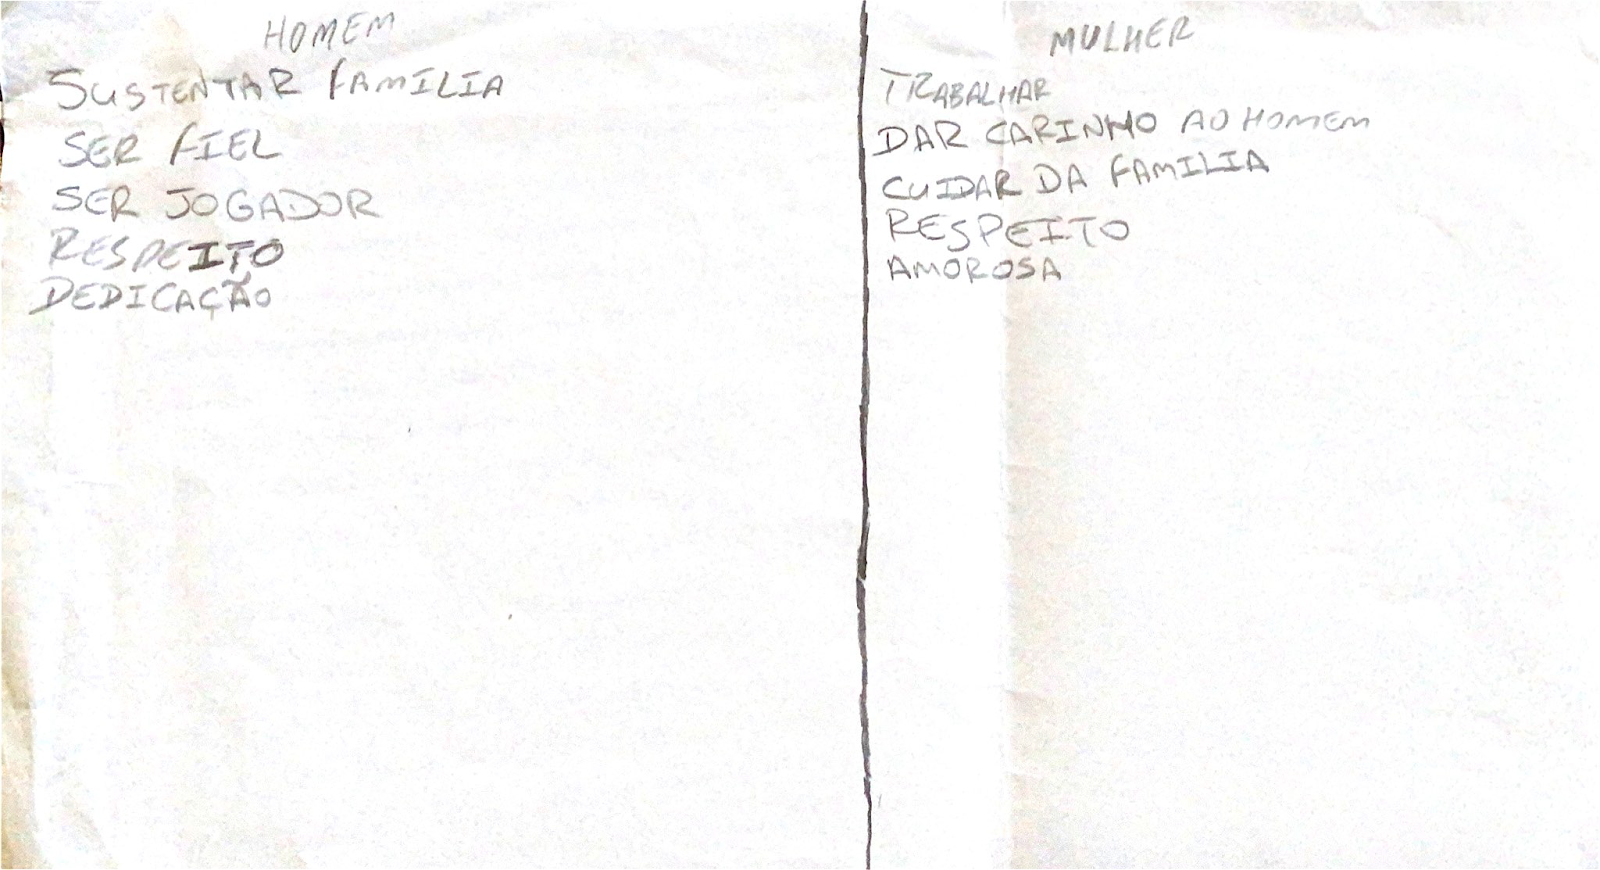 HOMEM
SUSTENTAR FAMILIA
SER FIEL
SER JOGADOR
RESPEITO
DEDICAÇÃO
MULHER
TRABALHAR
DAR CARINHO AO HOMEM
CUIDAR DA FAMILIA
RESPEITO
AMOROSA